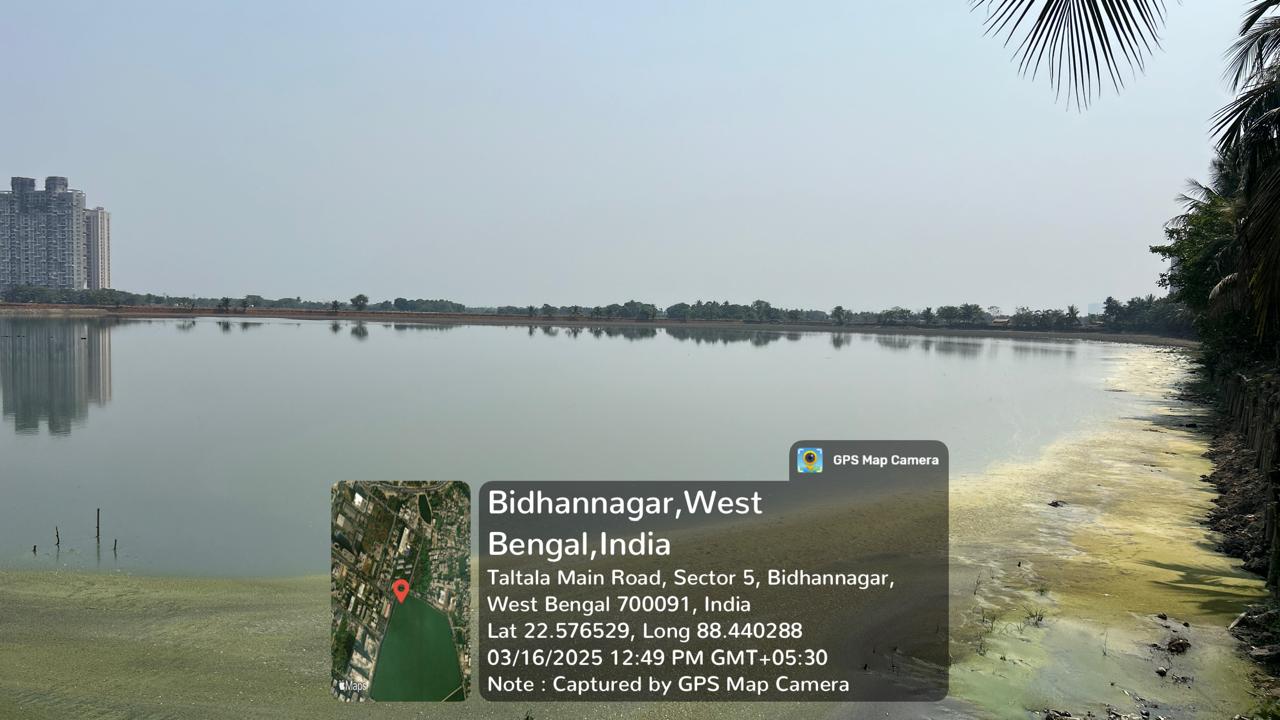 GPS Map Camera
Bidhannagar,West
Bengal,India
Taltala Main Road, Sector 5, Bidhannagar,
West Bengal 700091, India
Lat 22.576529, Long 88.440288
03/16/2025 12:49 PM GMT+05:30
Note : Captured by GPS Map Camera
Maps